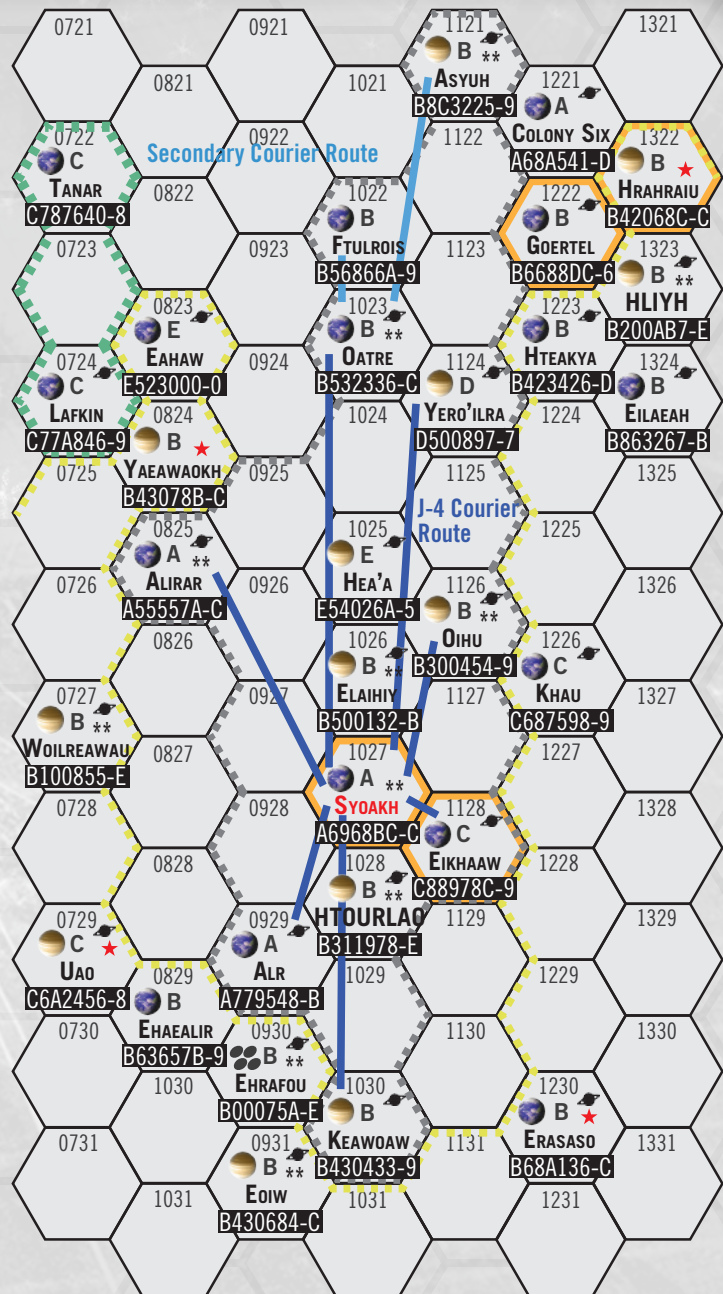 0721
0921
1121
B
**
ASYUH
B8C3225-9
1321
0821
1021
1221
A
COLONY SIX
A68A541-D
0722
C
TANAR
C787640-8
Secondary Courier Route
0922
1122
1322
B
HRAHRAIU
B42068C-C
0822
1022
B
FTULROIS
B56866A-9
1222
B
GOERTEL
B6688DC-6
0723
0923
1123
1323
B
**
HLIYH
B200AB7-E
0823
E
EAHAW
E523000-0
1023
B
**
OATRE
B532336-C
1223
B
HTEAKYA
B423426-D
0724
C
LAFKIN
C77A846-9
0924
1124
D
YERO'ILRA
D500897-7
1324
B
EILAEAH
B863267-B
0824
B
YAEAWAOKH
B43078B-C
1024
1224
0725
0925
1125
1325
J-4 Courier
Route
0825
A
**
ALIRAR
A55557A-C
1025
E
HEA'A
E54026A-5
1225
0726
0926
1126
B
**
OIHU
B300454-9
1326
0826
1026
B
**
ELAIHIY
B500132-B
1226
C
KHAU
C687598-9
0727
B
**
WOILREAWAU
B100855-E
0927
1127
1327
0827
1027
A
**
SYOAKH
A6968BC-C
1227
0728
0928
1128
C
EIKHAAW
C88978C-9
1328
0828
1028
B
**
HTOURLAO
B311978-E
1228
0729
C
UAO
C6A2456-8
0929
A
ALR
A779548-B
1129
1329
0829
B
EHAEALIR
B63657B-9
1029
1229
0730
0930
B
**
EHRAFOU
B00075A-E
1130
1330
1030
1030
B
KEAWOAW
B430433-9
1230
B
ERASASO
B68A136-C
0731
0931
B
**
EOIW
B430684-C
1131
1331
1031
1031
1231